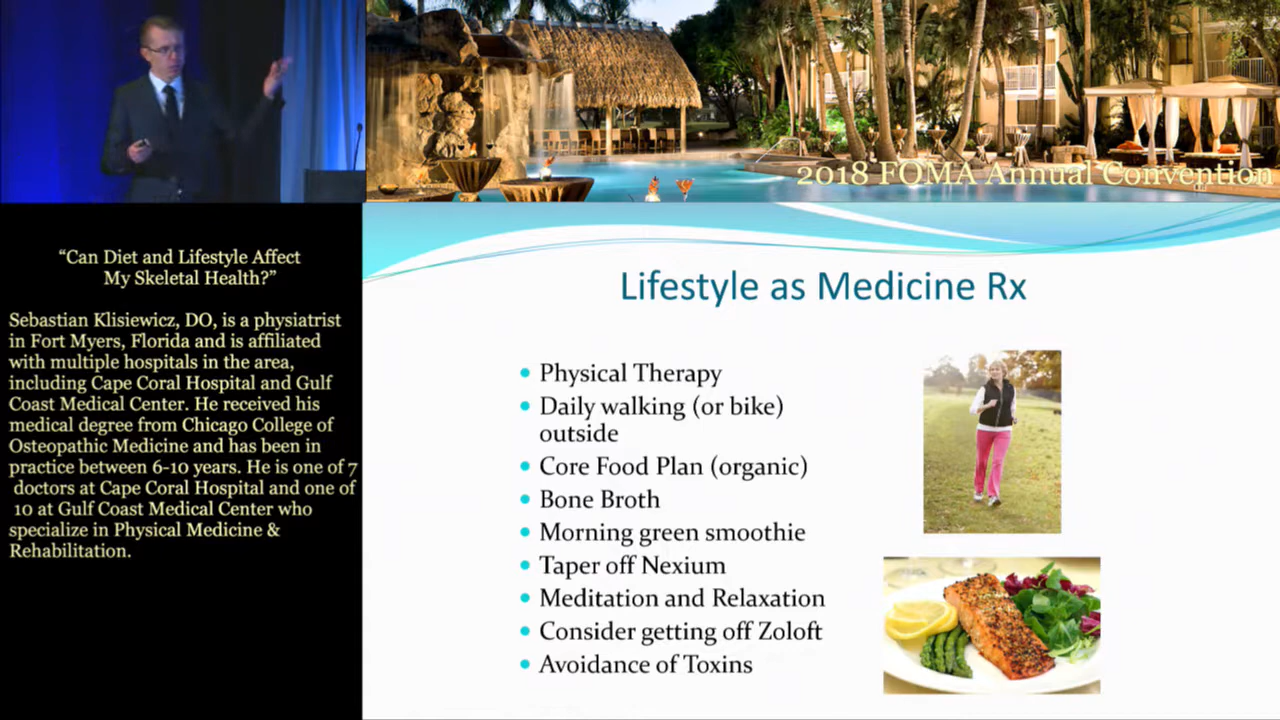 2018 FOMA Annual Convention
“Can Diet and Lifestyle Affect
My Skeletal Health?”
Sebastian Klisiewicz, DO, is a physiatrist
in Fort Myers, Florida and is affiliated
with multiple hospitals in the area,
including Cape Coral Hospital and Gulf
Coast Medical Center. He received his
medical degree from Chicago College of
Osteopathic Medicine and has been in
practice between 6-10 years. He is one of 7
doctors at Cape Coral Hospital and one of
10 at Gulf Coast Medical Center who
specialize in Physical Medicine &
Rehabilitation.
Lifestyle as Medicine Rx
• Physical Therapy
• Daily walking (or bike)
outside
• Core Food Plan (organic)
• Bone Broth
• Morning green smoothie
• Taper off Nexium
• Meditation and Relaxation
• Consider getting off Zoloft
• Avoidance of Toxins